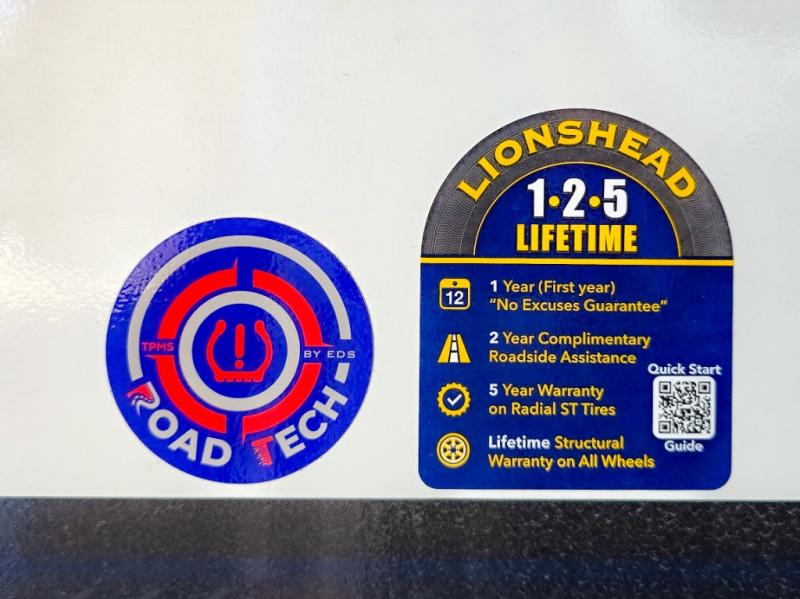 TPMS
BY EDS
ROAD TECH
LIONSHEAD
1•2•5
LIFETIME
12
1 Year (First year)
"No Excuses Guarantee"
2 Year Complimentary
Roadside Assistance
5 Year Warranty
on Radial ST Tires
Lifetime Structural
Warranty on All Wheels
Quick Start
Guide